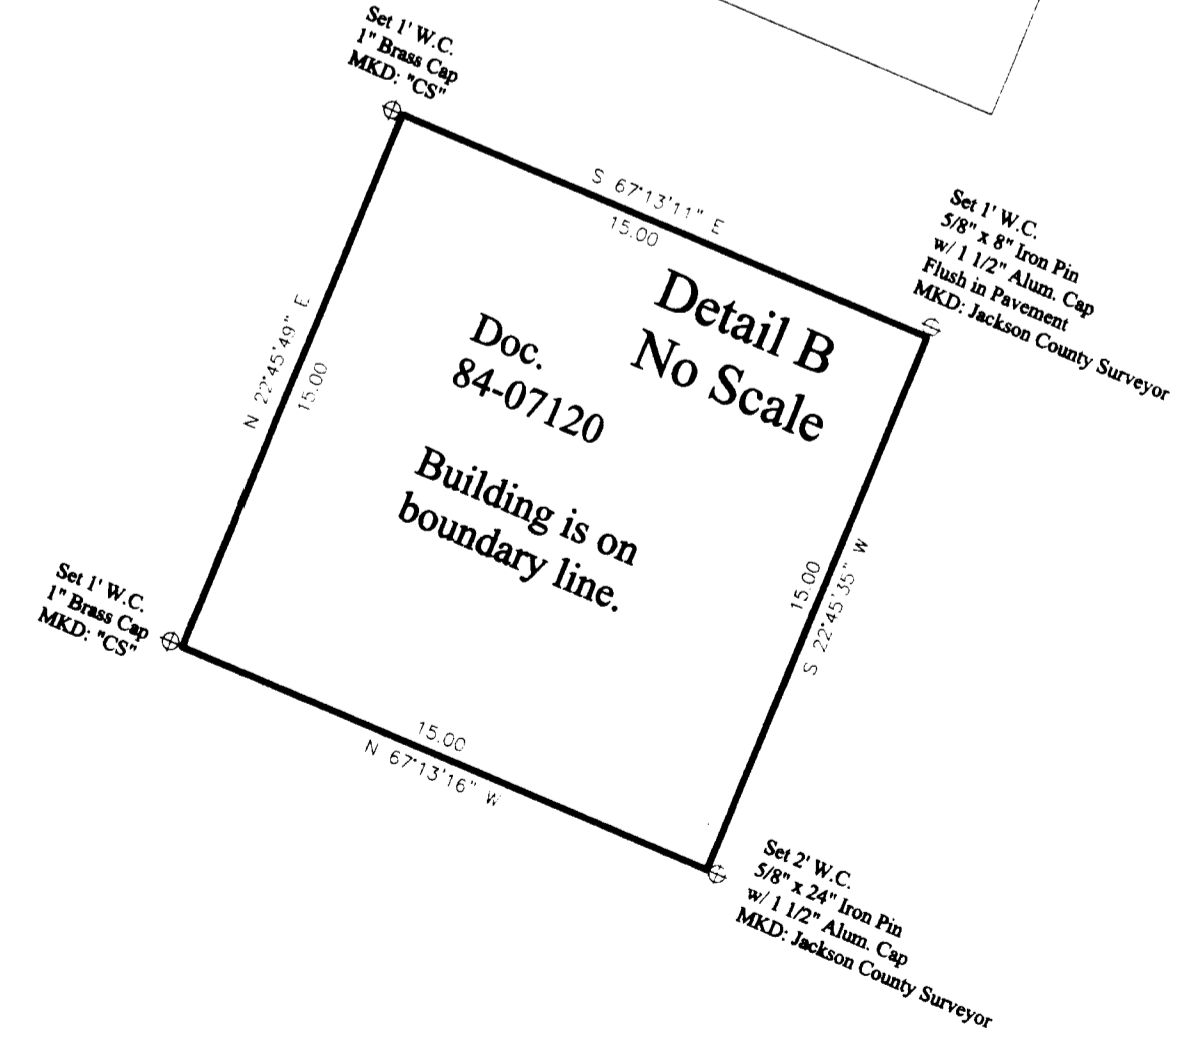 Set 1' W.C.
1" Brass Cap
MKD: "CS"
S 67°13'11" E
15.00
Set 1' W.C.
5/8" x 8" Iron Pin
w/ 1 1/2" Alum. Cap
Flush in Pavement
MKD: Jackson County Surveyor
Detail B
No Scale
Doc.
84-07120
N 22°45'49" E
15.00
Building is on
boundary line.
15.00
S 22°45'35" W
Set 1' W.C.
1" Brass Cap
MKD: "CS"
15.00
N 67°13'16" W
Set 2' W.C.
5/8" x 24" Iron Pin
w/ 1 1/2" Alum. Cap
MKD: Jackson County Surveyor